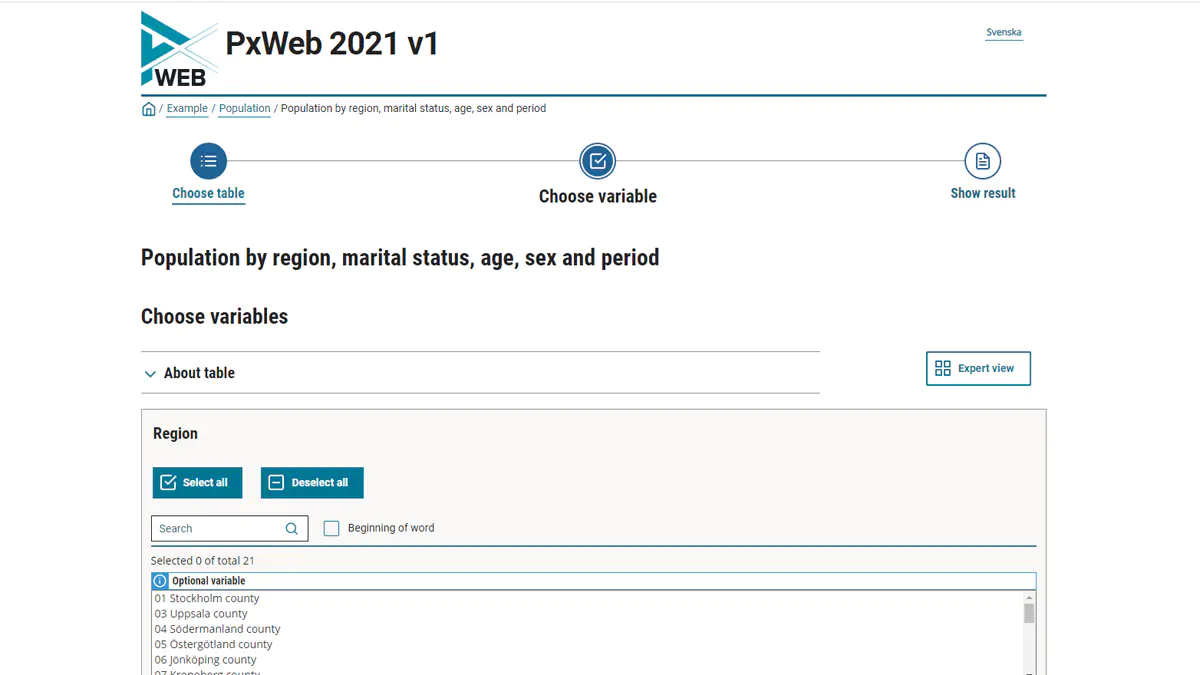 WEB
PxWeb 2021 v1
Svenska
/ Example / Population / Population by region, marital status, age, sex and period
Choose table
Choose variable
Show result
Population by region, marital status, age, sex and period
Choose variables
About table
Expert view
Region
Select all
Deselect all
Search
Beginning of word
Selected 0 of total 21
Optional variable
01 Stockholm county
03 Uppsala county
04 Södermanland county
05 Östergötland county
06 Jönköping county
07 Kronoberg county